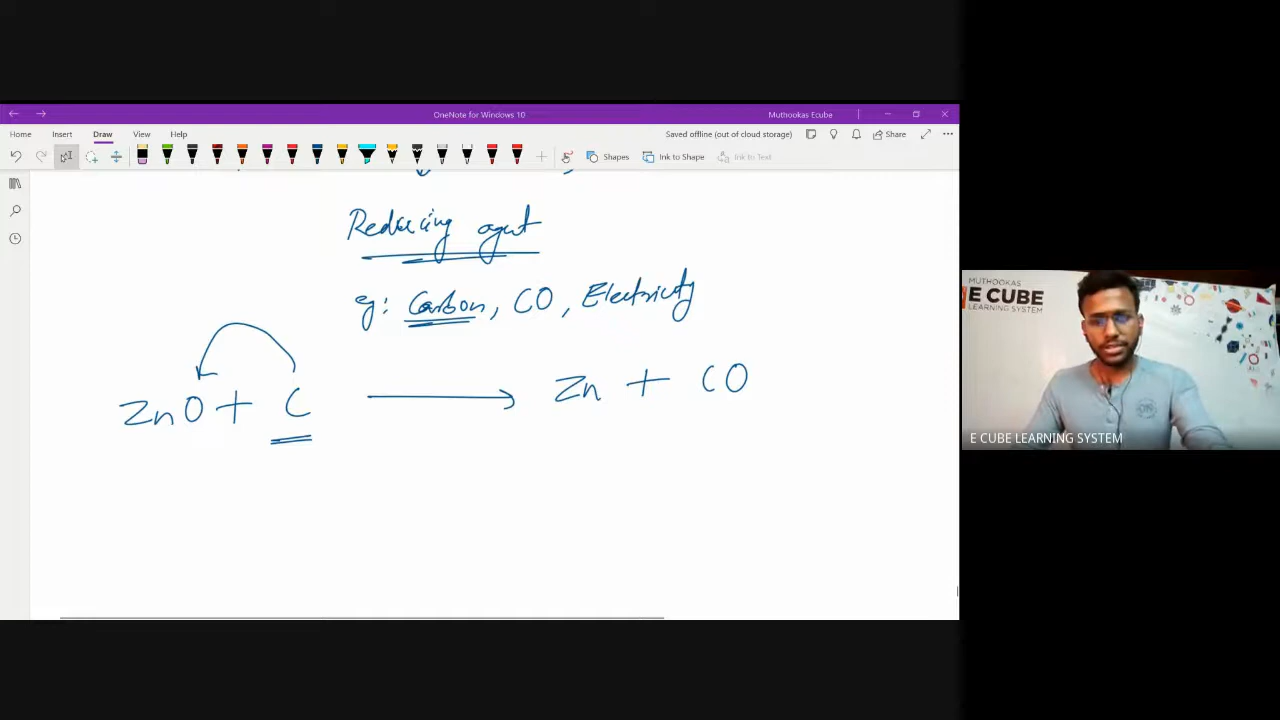 OneNote for Windows 10
Muthookas Ecube
Home Insert Draw View Help
Saved offline (out of cloud storage)
Share
Shapes
Ink to Shape
Ink to Text
Reducing agent
eg: Carbon, CO, Electricity
ZnO + C ⟶ Zn + CO
MUTHOOKAS
E CUBE
LEARNING SYSTEM
E CUBE LEARNING SYSTEM